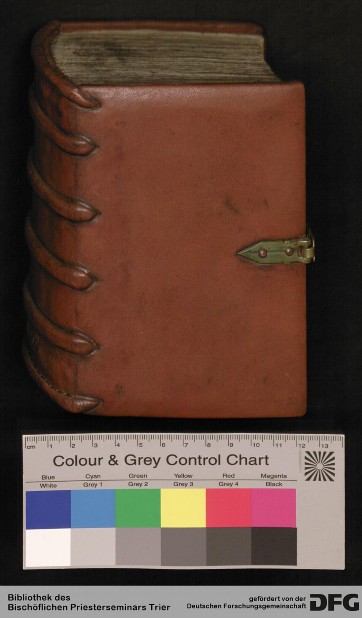 cm 1 2 3 4 5 6 7 8 9 10 11 12 13
Colour & Grey Control Chart
Blue Cyan Green Yellow Red Magenta
White Grey 1 Grey 2 Grey 3 Grey 4 Black
Bibliothek des
Bischöflichen Priesterseminars Trier
gefördert von der
Deutschen Forschungsgemeinschaft
DFG